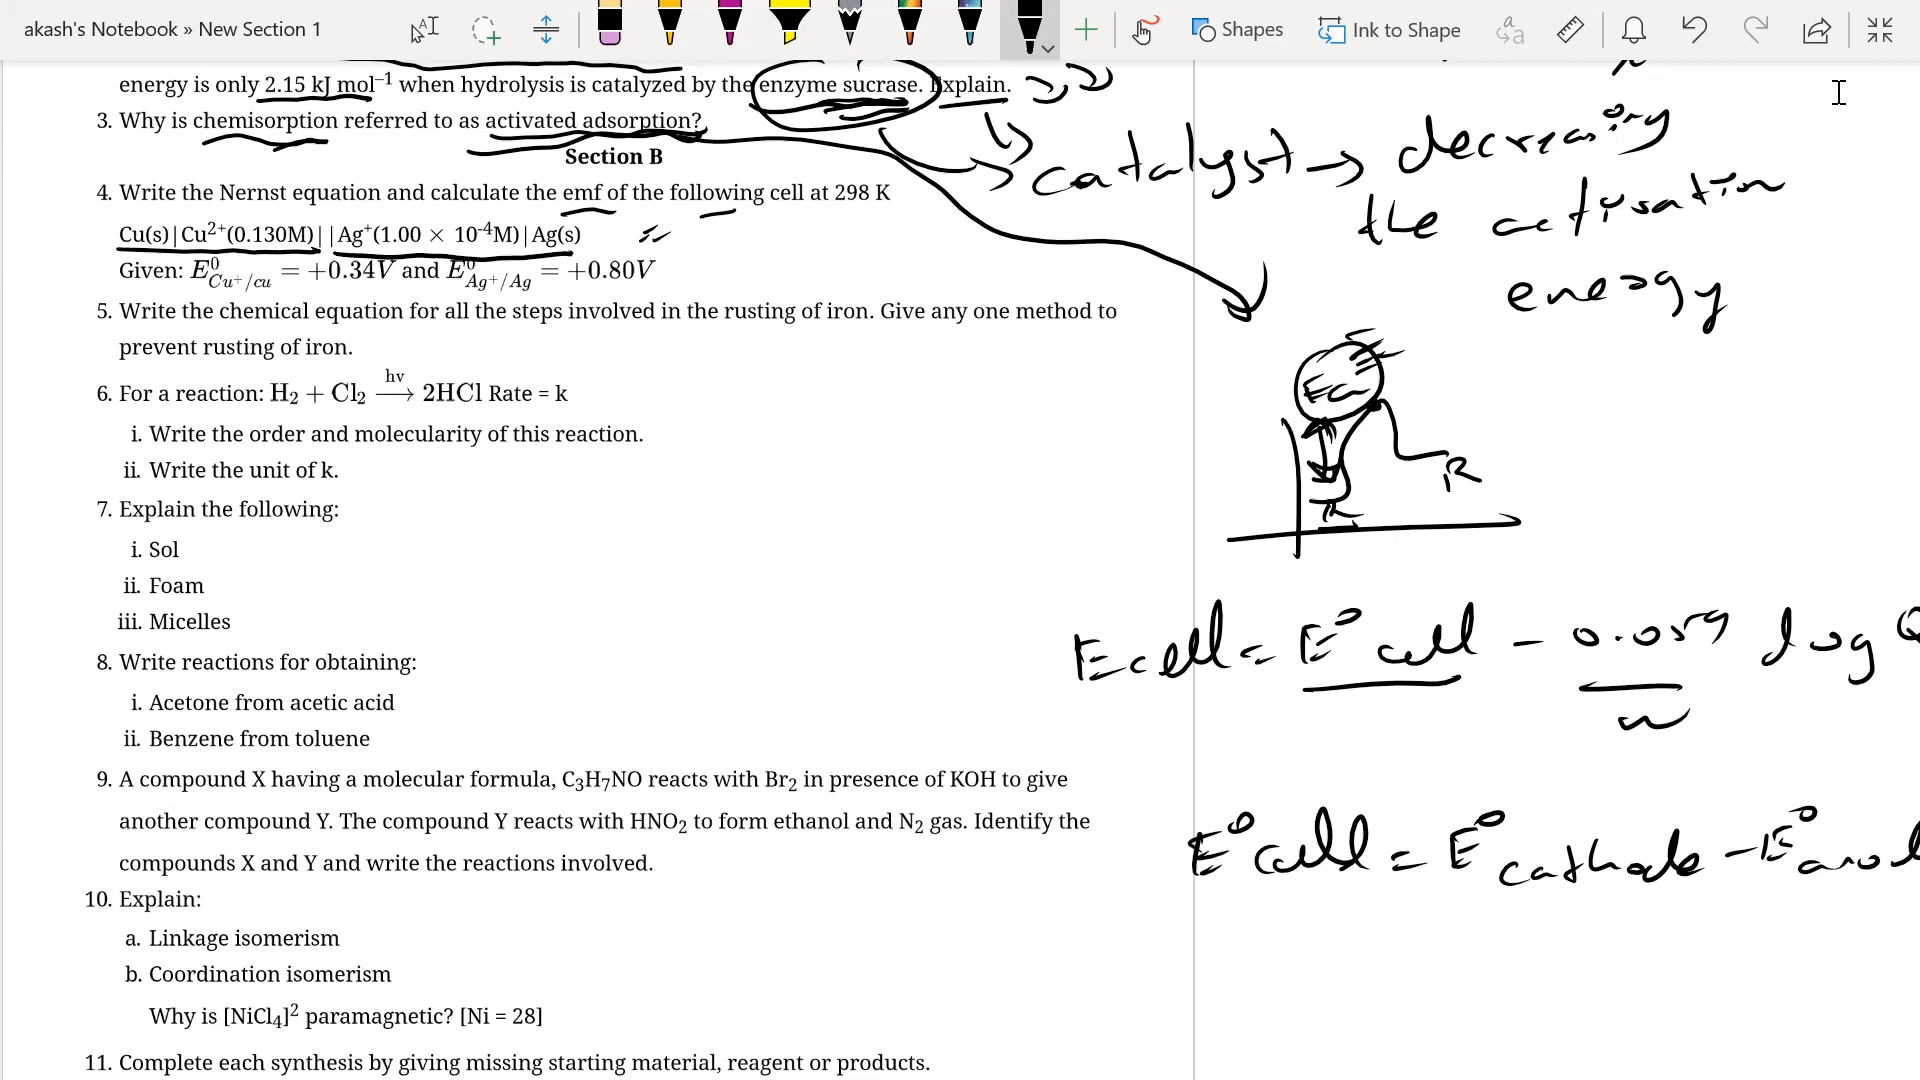 akash's Notebook » New Section 1
Shapes
Ink to Shape
energy is only 2.15 kJ mol⁻¹ when hydrolysis is catalyzed by the enzyme sucrase. Explain.
3. Why is chemisorption referred to as activated adsorption?
Section B
4. Write the Nernst equation and calculate the emf of the following cell at 298 K
Cu(s)|Cu²⁺(0.130M)||Ag⁺(1.00 × 10⁻⁴M)|Ag(s)
Given: E⁰Cu⁺/cu = +0.34V and E⁰Ag⁺/Ag = +0.80V
5. Write the chemical equation for all the steps involved in the rusting of iron. Give any one method to
prevent rusting of iron.
6. For a reaction: H₂ + Cl₂ hv⟶ 2HCl Rate = k
i. Write the order and molecularity of this reaction.
ii. Write the unit of k.
7. Explain the following:
i. Sol
ii. Foam
iii. Micelles
8. Write reactions for obtaining:
i. Acetone from acetic acid
ii. Benzene from toluene
9. A compound X having a molecular formula, C₃H₇NO reacts with Br₂ in presence of KOH to give
another compound Y. The compound Y reacts with HNO₂ to form ethanol and N₂ gas. Identify the
compounds X and Y and write the reactions involved.
10. Explain:
a. Linkage isomerism
b. Coordination isomerism
Why is [NiCl₄]² paramagnetic? [Ni = 28]
11. Complete each synthesis by giving missing starting material, reagent or products.
catalyst → decreasing
the activation
energy
Ea
R
Ecell = E⁰cell - 0.059/n log Q
E⁰cell = E⁰cathode - E⁰anod